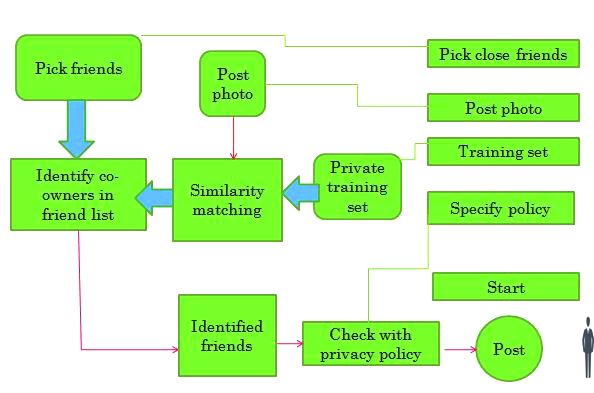 Pick friends
Post
photo
Pick close friends
Post photo
Training set
Identify co-
owners in
friend list
Similarity
matching
Private
training
set
Specify policy
Start
Identified
friends
Check with
privacy policy
Post